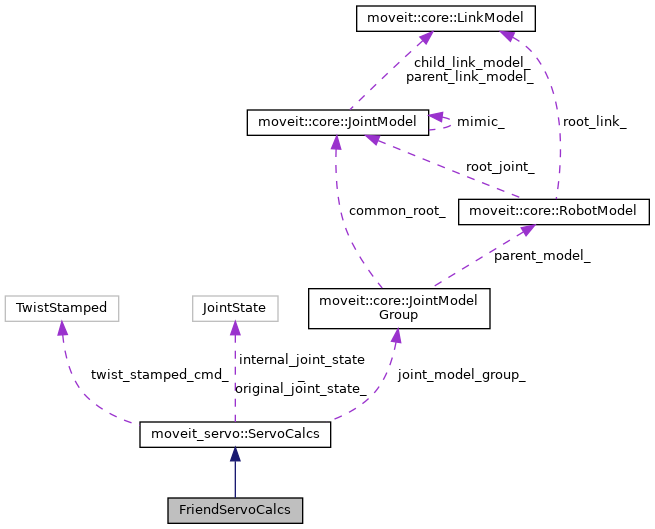 moveit::core::LinkModel
child_link_model_
parent_link_model_
moveit::core::JointModel
mimic_
root_link_
root_joint_
common_root_
moveit::core::RobotModel
parent_model_
TwistStamped
JointState
moveit::core::JointModel
Group
twist_stamped_cmd_
internal_joint_state
_
original_joint_state_
joint_model_group_
moveit_servo::ServoCalcs
FriendServoCalcs